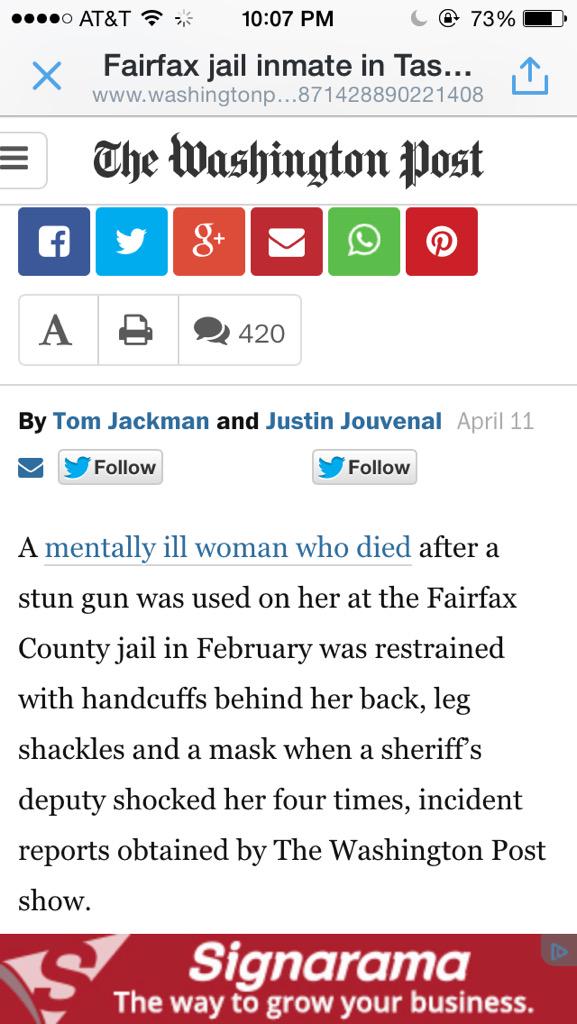 AT&T 10:07 PM 73%
Fairfax jail inmate in Tas...
www.washingtonp...871428890221408
The Washington Post
g+
A 420
By Tom Jackman and Justin Jouvenal April 11
Follow Follow
A mentally ill woman who died after a
stun gun was used on her at the Fairfax
County jail in February was restrained
with handcuffs behind her back, leg
shackles and a mask when a sheriff’s
deputy shocked her four times, incident
reports obtained by The Washington Post
show.
Signarama
The way to grow your business.